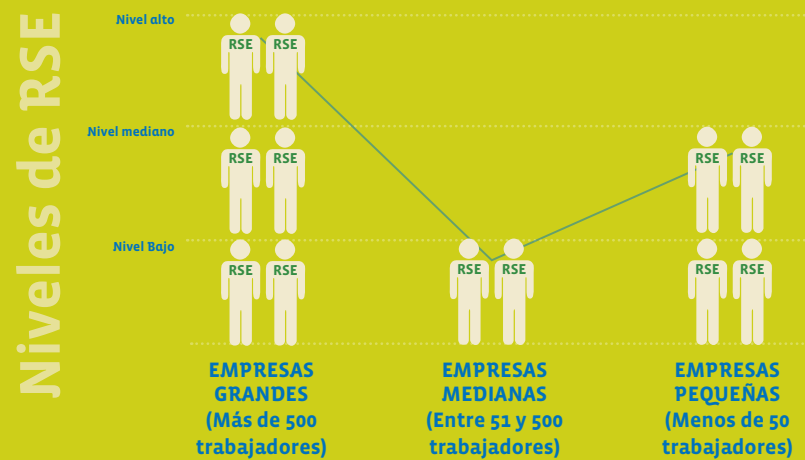 Niveles de RSE
Nivel alto
RSE RSE
Nivel mediano
RSE RSE
RSE RSE
Nivel Bajo
RSE RSE
RSE RSE
RSE RSE
EMPRESAS
GRANDES
(Más de 500
trabajadores)
EMPRESAS
MEDIANAS
(Entre 51 y 500
trabajadores)
EMPRESAS
PEQUEÑAS
(Menos de 50
trabajadores)